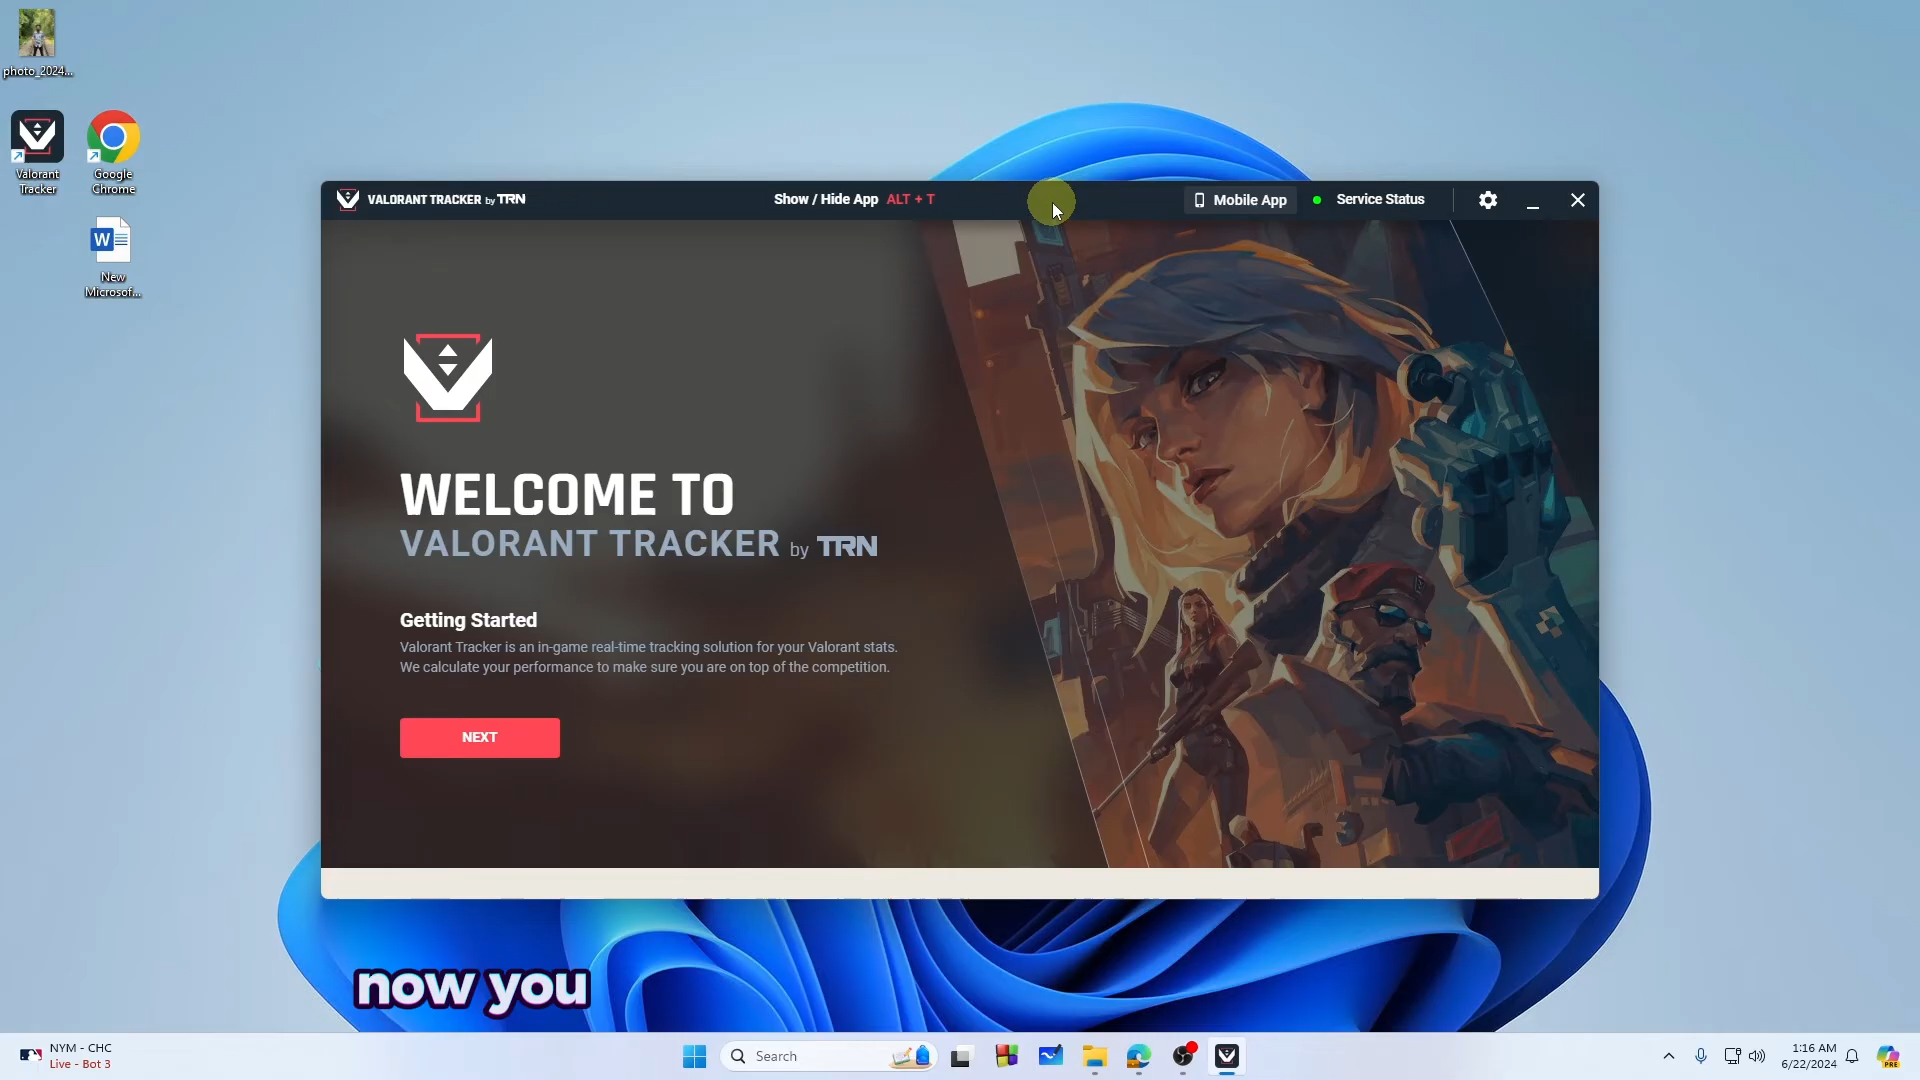 photo_2024...
Valorant
Tracker
Google
Chrome
New
Microsof...
VALORANT TRACKER by TRN
Show / Hide App ALT + T
Mobile App
Service Status
WELCOME TO
VALORANT TRACKER by TRN
Getting Started
Valorant Tracker is an in-game real-time tracking solution for your Valorant stats.
We calculate your performance to make sure you are on top of the competition.
NEXT
now you
NYM - CHC
Live - Bot 3
Search
1:16 AM
6/22/2024
PRE